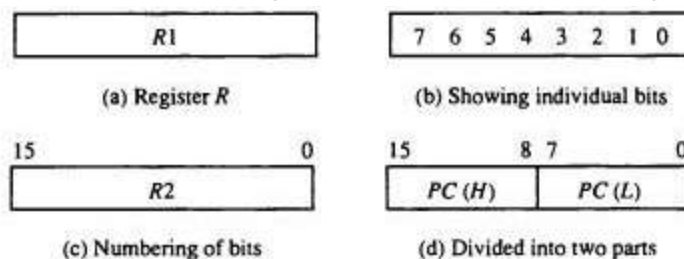 R1
7 6 5 4 3 2 1 0
(a) Register R
(b) Showing individual bits
15 0
15 8 7 0
R2
PC (H) PC (L)
(c) Numbering of bits
(d) Divided into two parts